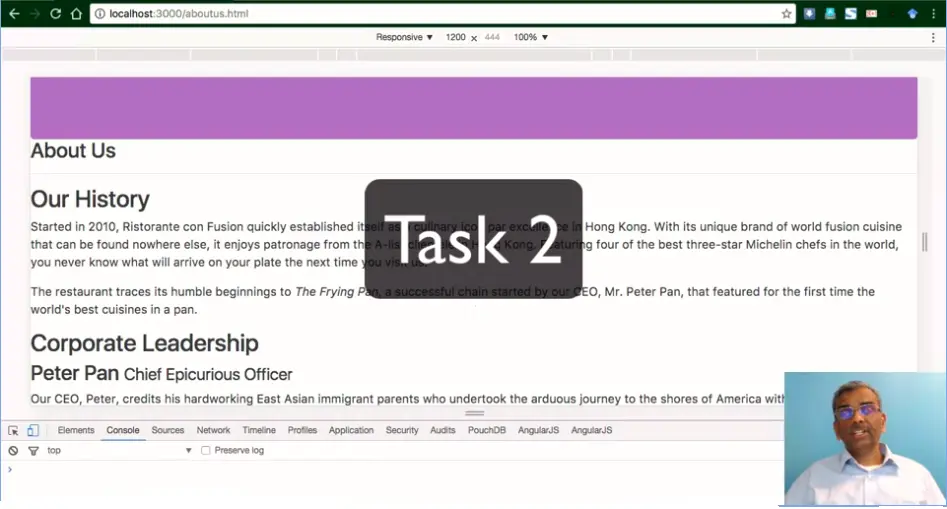 localhost:3000/aboutus.html
Responsive ▼ 1200 x 444 100% ▼
About Us
Our History
Started in 2010, Ristorante con Fusion quickly established itself as culinary par excellence in Hong Kong. With its unique brand of world fusion cuisine
that can be found nowhere else, it enjoys patronage from the A-list Kong. Featuring four of the best three-star Michelin chefs in the world,
you never know what will arrive on your plate the next time you visit us.
Task 2
The restaurant traces its humble beginnings to The Frying Pan, a successful chain started by our CEO, Mr. Peter Pan, that featured for the first time the
world's best cuisines in a pan.
Corporate Leadership
Peter Pan Chief Epicurious Officer
Our CEO, Peter, credits his hardworking East Asian immigrant parents who undertook the arduous journey to the shores of America with
Elements Console Sources Network Timeline Profiles Application Security Audits PouchDB AngularJS AngularJS
top ▼ Preserve log